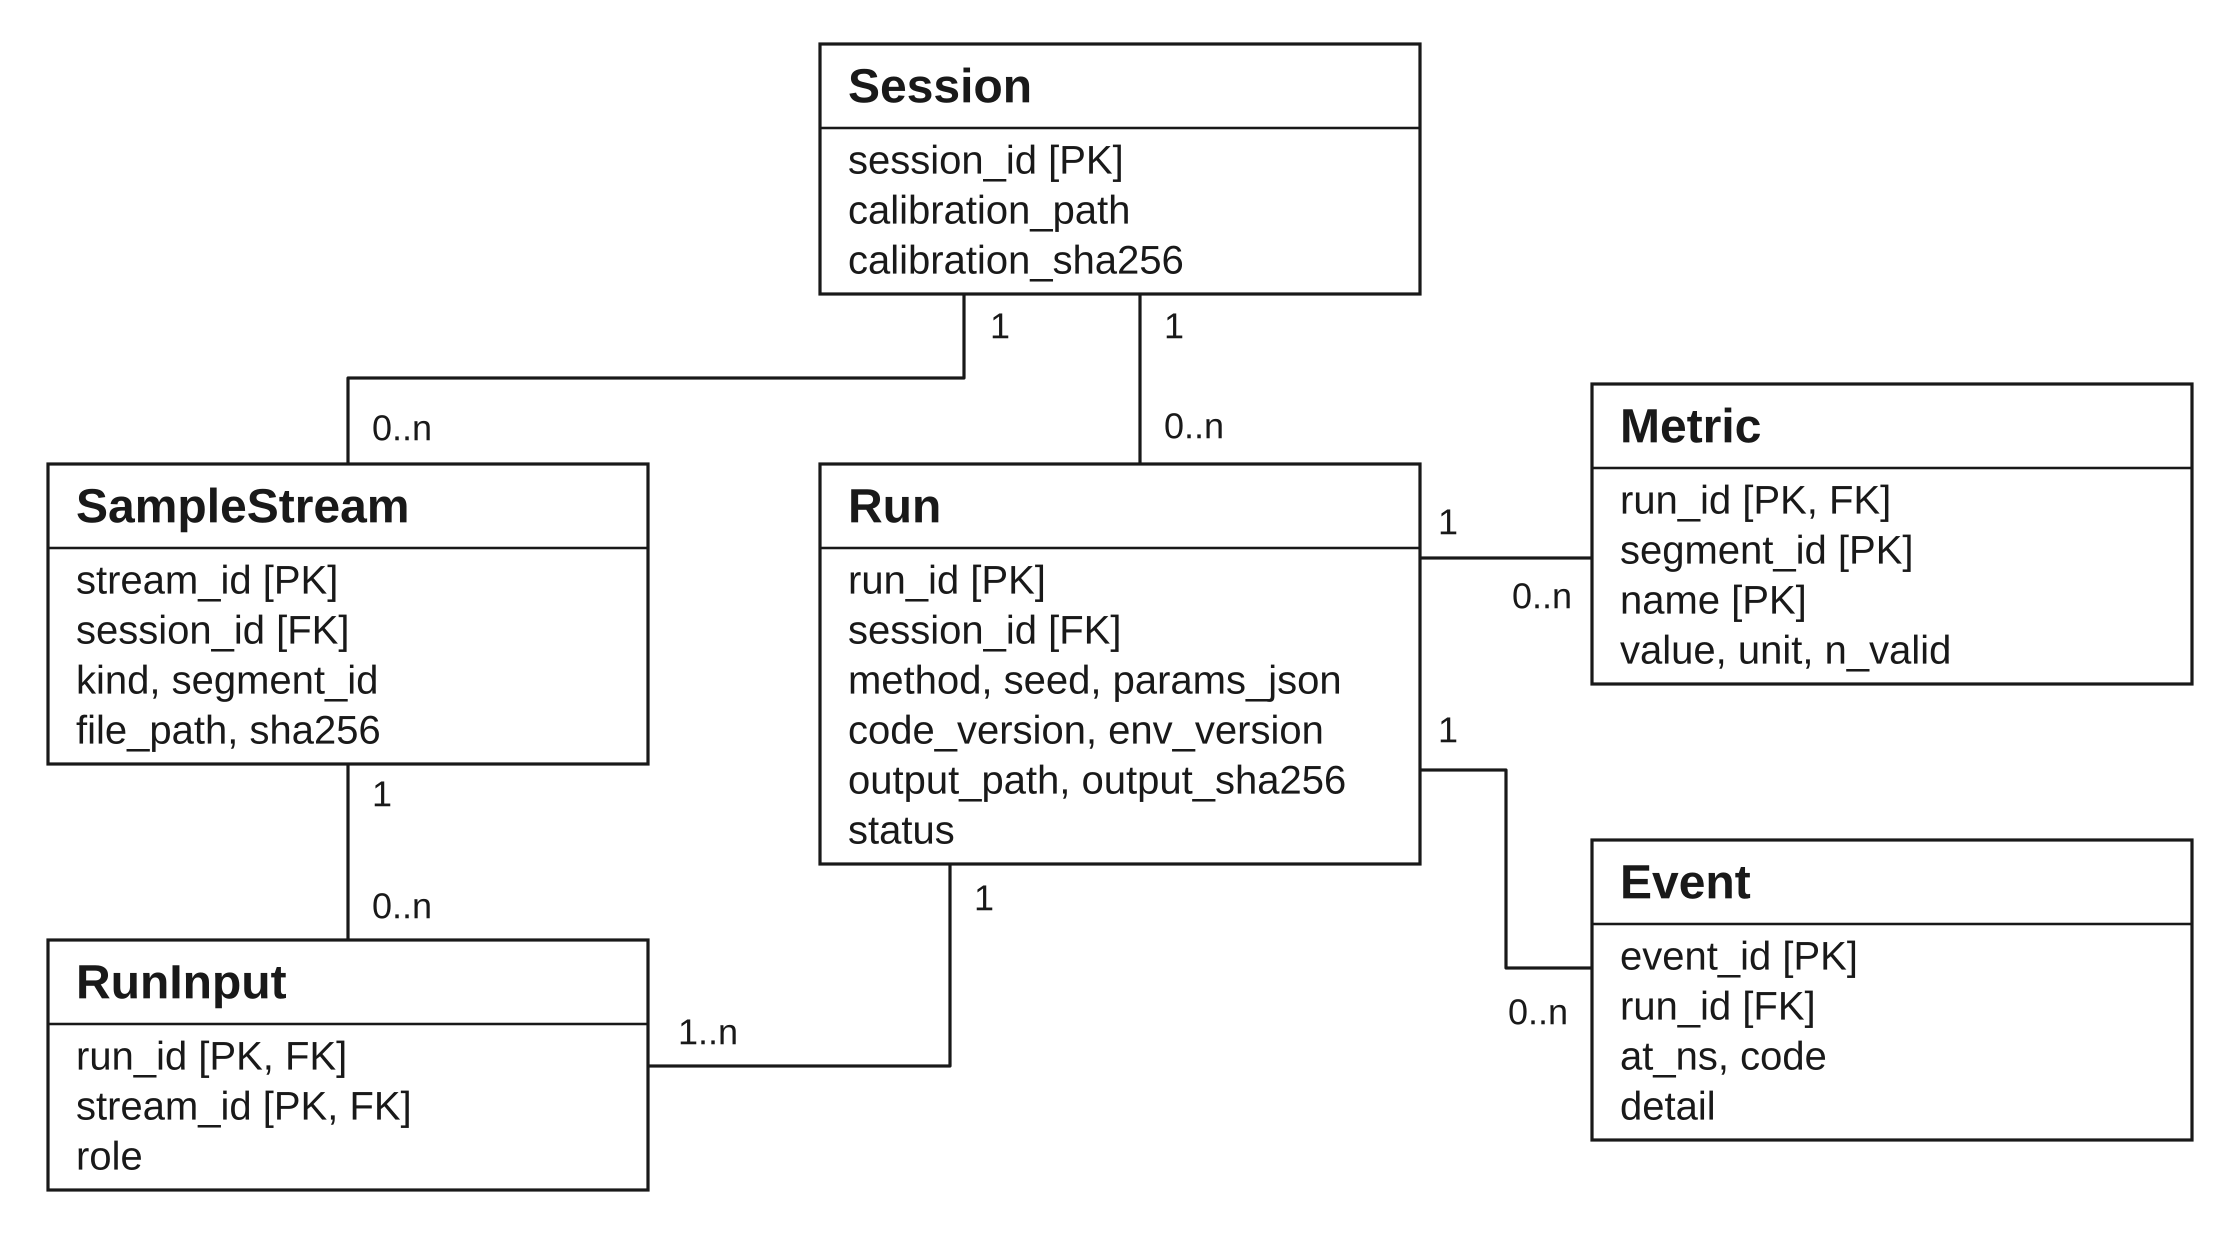 Session
session_id [PK]
calibration_path
calibration_sha256
1
1
0..n
0..n
SampleStream
stream_id [PK]
session_id [FK]
kind, segment_id
file_path, sha256
1
0..n
Run
run_id [PK]
session_id [FK]
method, seed, params_json
code_version, env_version
output_path, output_sha256
status
1
0..n
1
0..n
1
1..n
Metric
run_id [PK, FK]
segment_id [PK]
name [PK]
value, unit, n_valid
RunInput
run_id [PK, FK]
stream_id [PK, FK]
role
Event
event_id [PK]
run_id [FK]
at_ns, code
detail